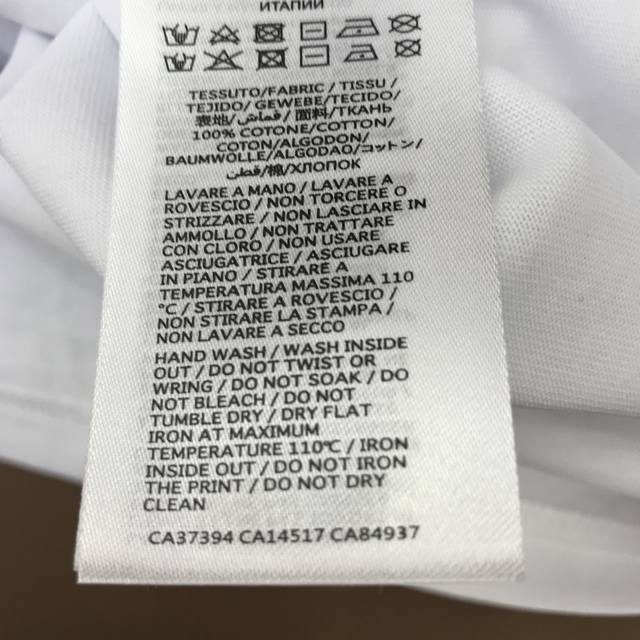 ИТАПИИ
TESSUTO/FABRIC / TISSU /
TEJIDO/ GEWEBE/TECIDO/
表地/قماش/ 面料/ТКАНЬ
100% COTONE/COTTON/
COTON/ALGODON/
BAUMWOLLE/ALGODAO/コットン/
قطن/棉/ХЛОПОК
LAVARE A MANO / LAVARE A
ROVESCIO / NON TORCERE O
STRIZZARE / NON LASCIARE IN
AMMOLLO / NON TRATTARE
CON CLORO / NON USARE
ASCIUGATRICE / ASCIUGARE
IN PIANO / STIRARE A
TEMPERATURA MASSIMA 110
°C / STIRARE A ROVESCIO /
NON STIRARE LA STAMPA /
NON LAVARE A SECCO
HAND WASH / WASH INSIDE
OUT / DO NOT TWIST OR
WRING / DO NOT SOAK / DO
NOT BLEACH / DO NOT
TUMBLE DRY / DRY FLAT
IRON AT MAXIMUM
TEMPERATURE 110℃ / IRON
INSIDE OUT / DO NOT IRON
THE PRINT / DO NOT DRY
CLEAN
CA37394 CA14517 CA84937